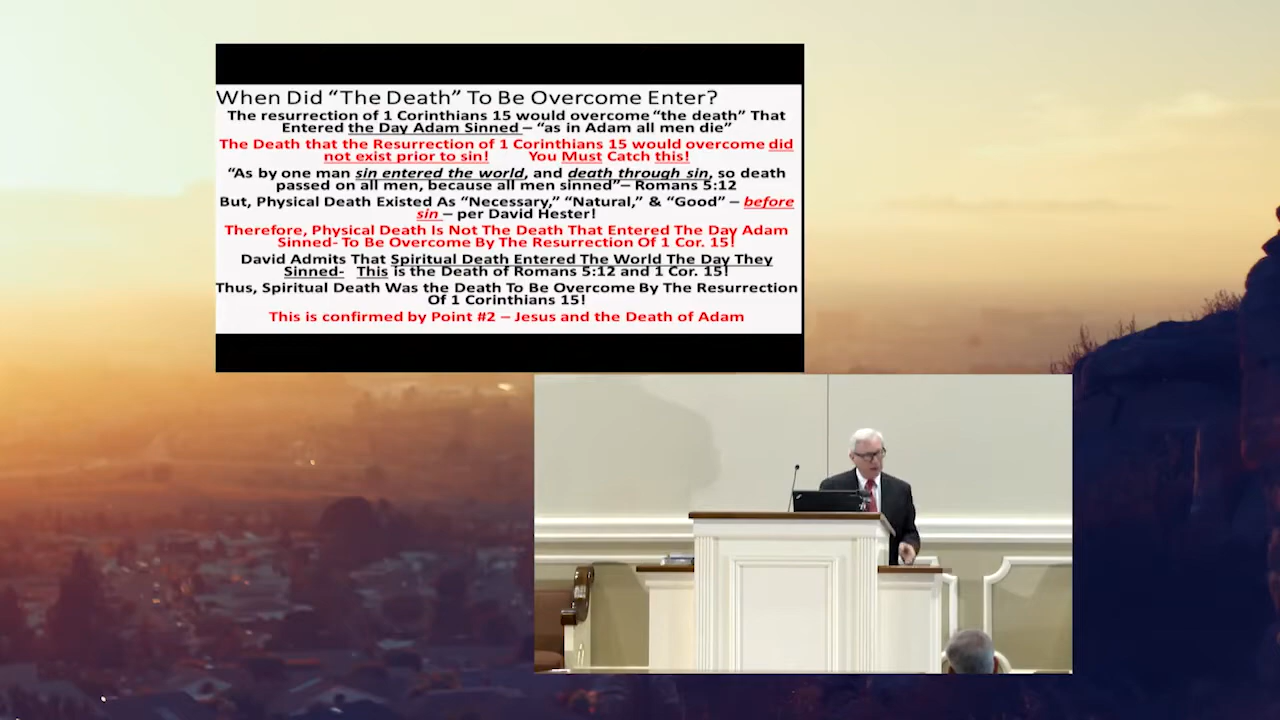 When Did “The Death” To Be Overcome Enter?
The resurrection of 1 Corinthians 15 would overcome “the death” That
Entered the Day Adam Sinned – “as in Adam all men die”
The Death that the Resurrection of 1 Corinthians 15 would overcome did
not exist prior to sin! You Must Catch this!
“As by one man sin entered the world, and death through sin, so death
passed on all men, because all men sinned”– Romans 5:12
But, Physical Death Existed As “Necessary,” “Natural,” & “Good” – before
sin – per David Hester!
Therefore, Physical Death Is Not The Death That Entered The Day Adam
Sinned- To Be Overcome By The Resurrection Of 1 Cor. 15!
David Admits That Spiritual Death Entered The World The Day They
Sinned- This is the Death of Romans 5:12 and 1 Cor. 15!
Thus, Spiritual Death Was the Death To Be Overcome By The Resurrection
Of 1 Corinthians 15!
This is confirmed by Point #2 – Jesus and the Death of Adam